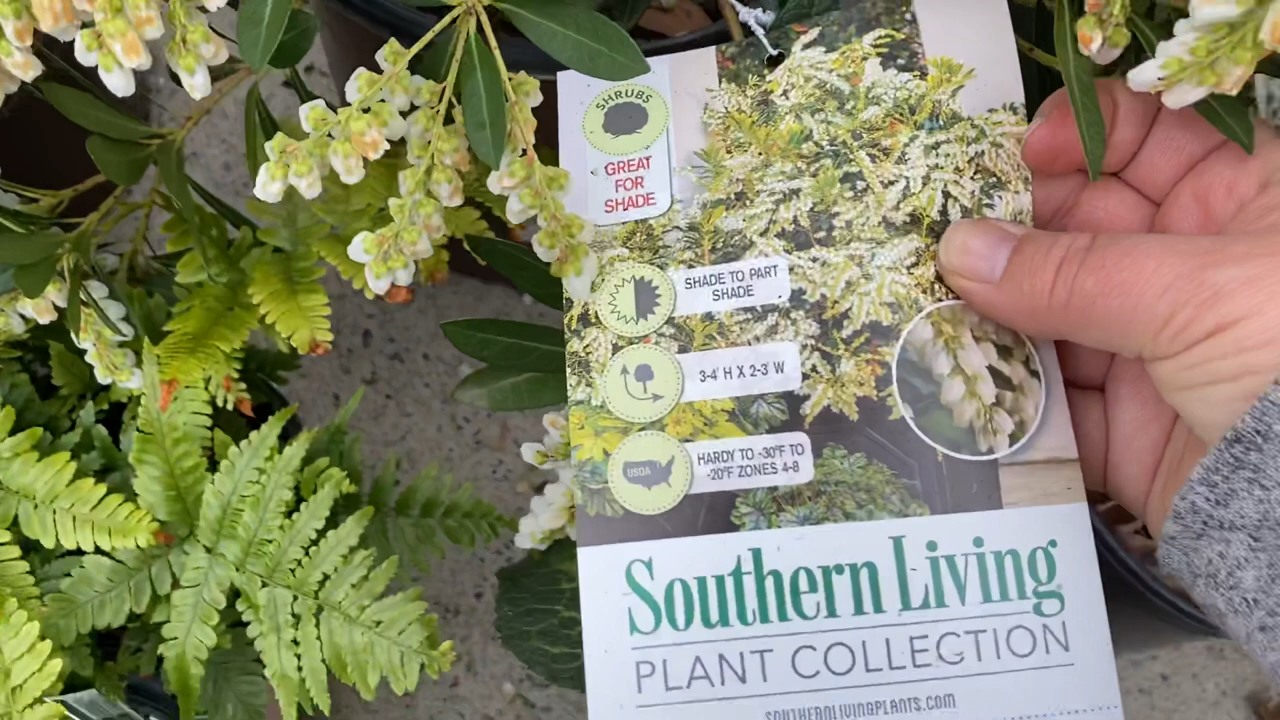 SHRUBS
GREAT
FOR
SHADE
SHADE TO PART
SHADE
3-4' H X 2-3' W
USDA
HARDY TO -30°F TO
-20°F ZONES 4-8
Southern Living
PLANT COLLECTION
SOUTHERNLIVINGPLANTS.COM